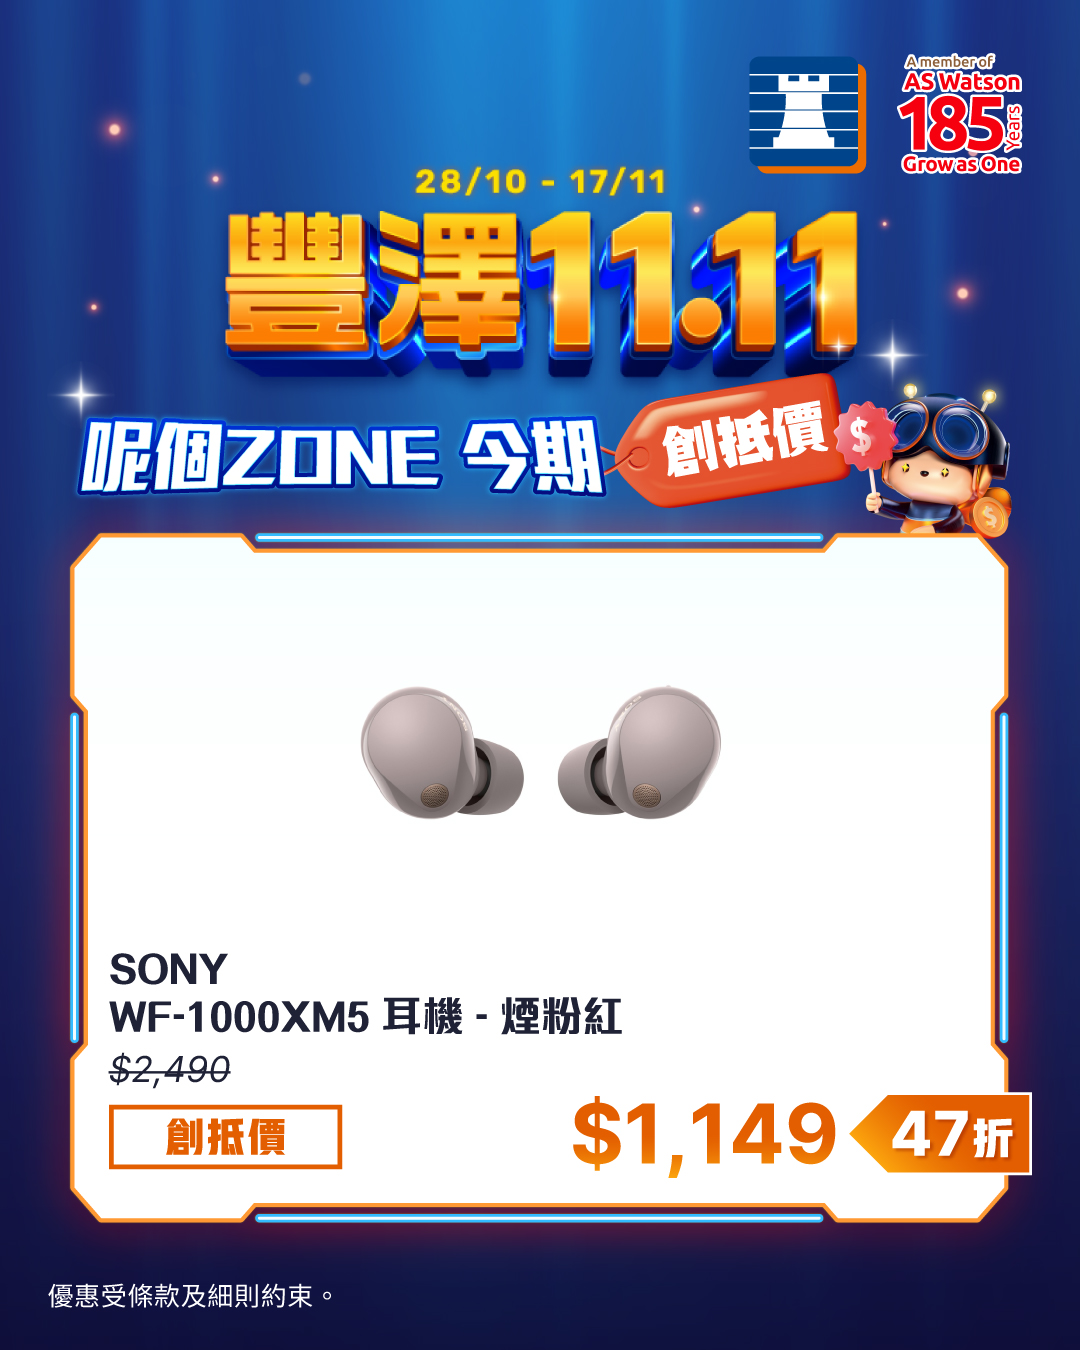 A member of
AS Watson
185 Years
Grow as One
28/10 - 17/11
豐澤11.11
呢個ZONE 今期 創抵價 $
$
SONY
WF-1000XM5 耳機 - 煙粉紅
$2,490
創抵價
$1,149
47折
優惠受條款及細則約束。